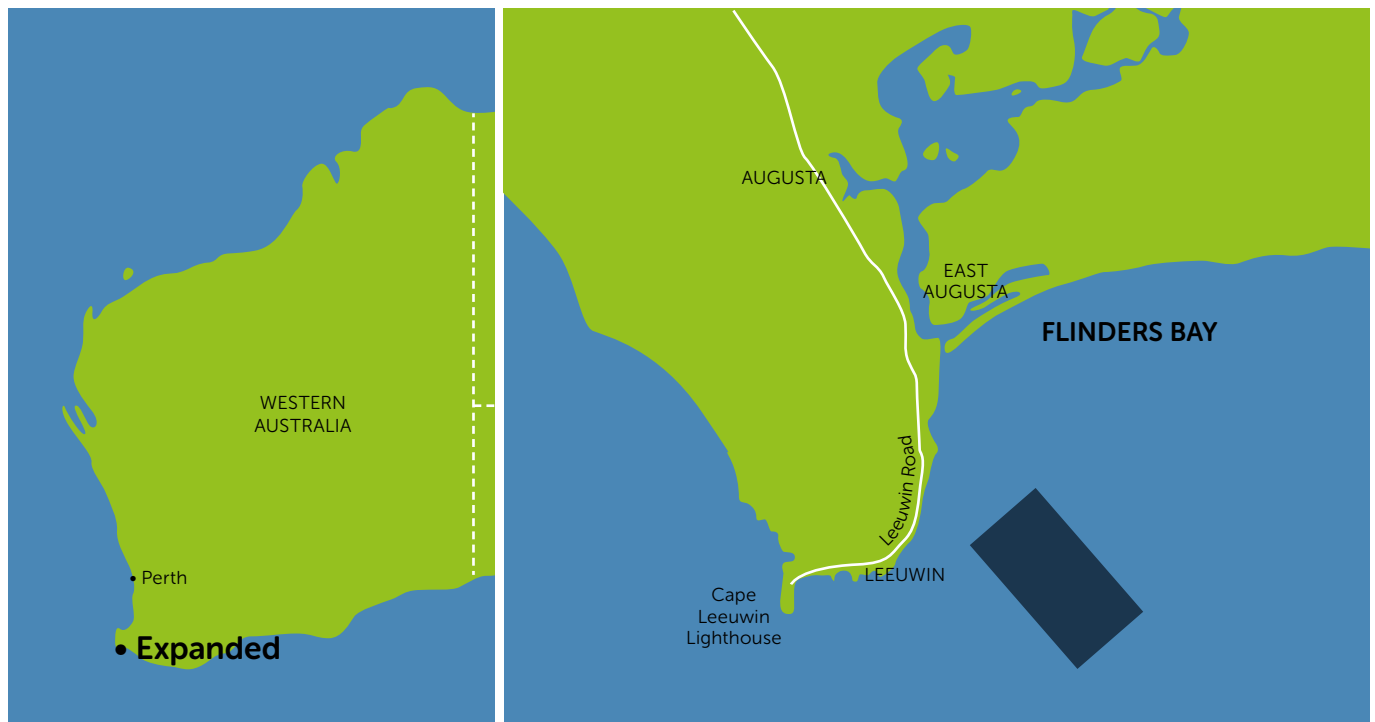 WESTERN
AUSTRALIA
Perth
Expanded
AUGUSTA
EAST
AUGUSTA
FLINDERS BAY
Leeuwin Road
LEEUWIN
Cape
Leeuwin
Lighthouse